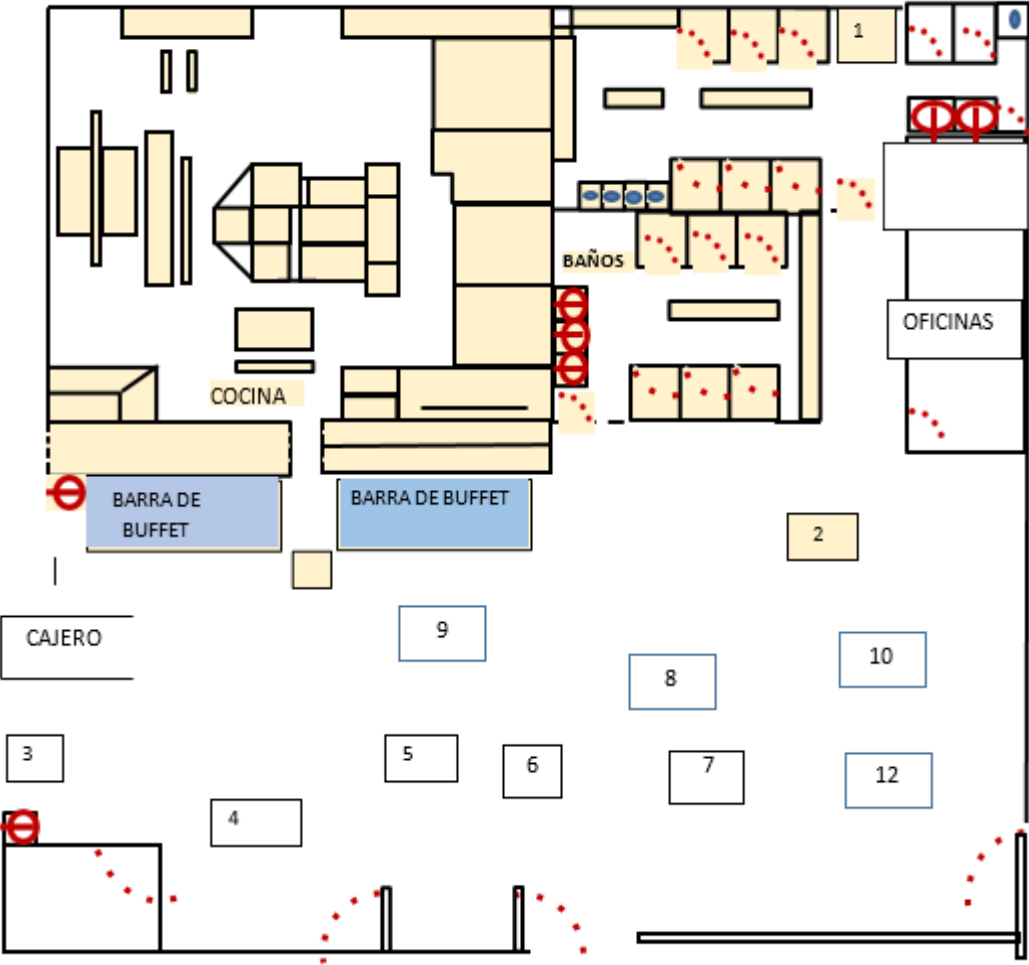 1
BAÑOS
OFICINAS
COCINA
BARRA DE
BUFFET
BARRA DE BUFFET
2
9
CAJERO
10
8
3
5
6
7
12
4